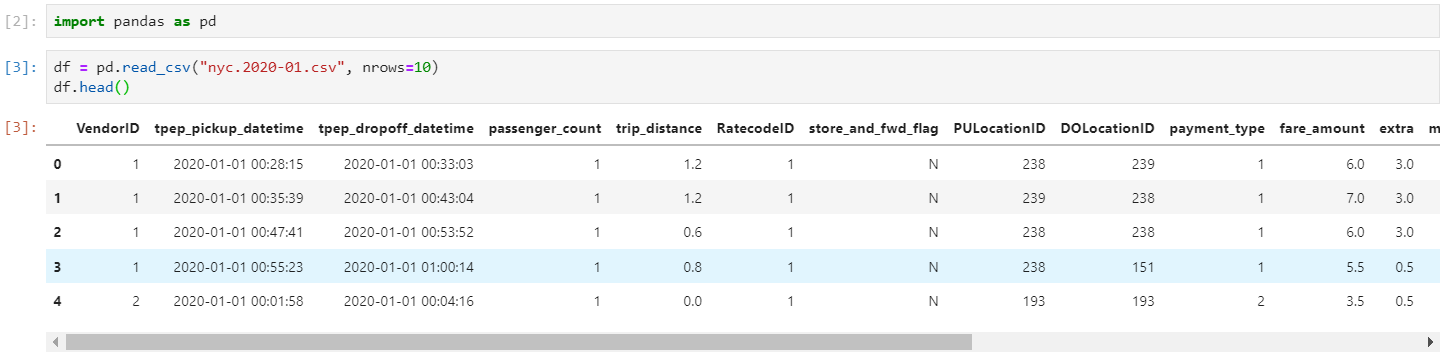 [2]: import pandas as pd
[3]: df = pd.read_csv("nyc.2020-01.csv", nrows=10)
df.head()
[3]: VendorID tpep_pickup_datetime tpep_dropoff_datetime passenger_count trip_distance RatecodeID store_and_fwd_flag PULocationID DOLocationID payment_type fare_amount extra m
0 1 2020-01-01 00:28:15 2020-01-01 00:33:03 1 1.2 1 N 238 239 1 6.0 3.0
1 1 2020-01-01 00:35:39 2020-01-01 00:43:04 1 1.2 1 N 239 238 1 7.0 3.0
2 1 2020-01-01 00:47:41 2020-01-01 00:53:52 1 0.6 1 N 238 238 1 6.0 3.0
3 1 2020-01-01 00:55:23 2020-01-01 01:00:14 1 0.8 1 N 238 151 1 5.5 0.5
4 2 2020-01-01 00:01:58 2020-01-01 00:04:16 1 0.0 1 N 193 193 2 3.5 0.5